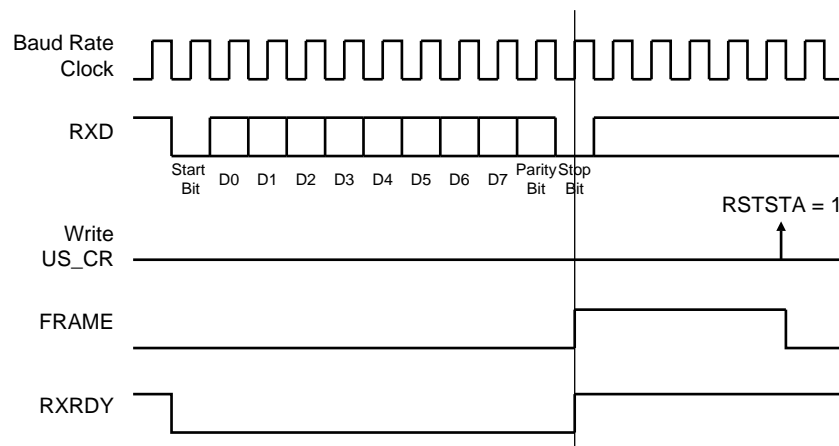 Baud Rate
Clock
RXD
Start
Bit
D0
D1
D2
D3
D4
D5
D6
D7
Parity
Bit
Stop
Bit
RSTSTA = 1
Write
US_CR
FRAME
RXRDY